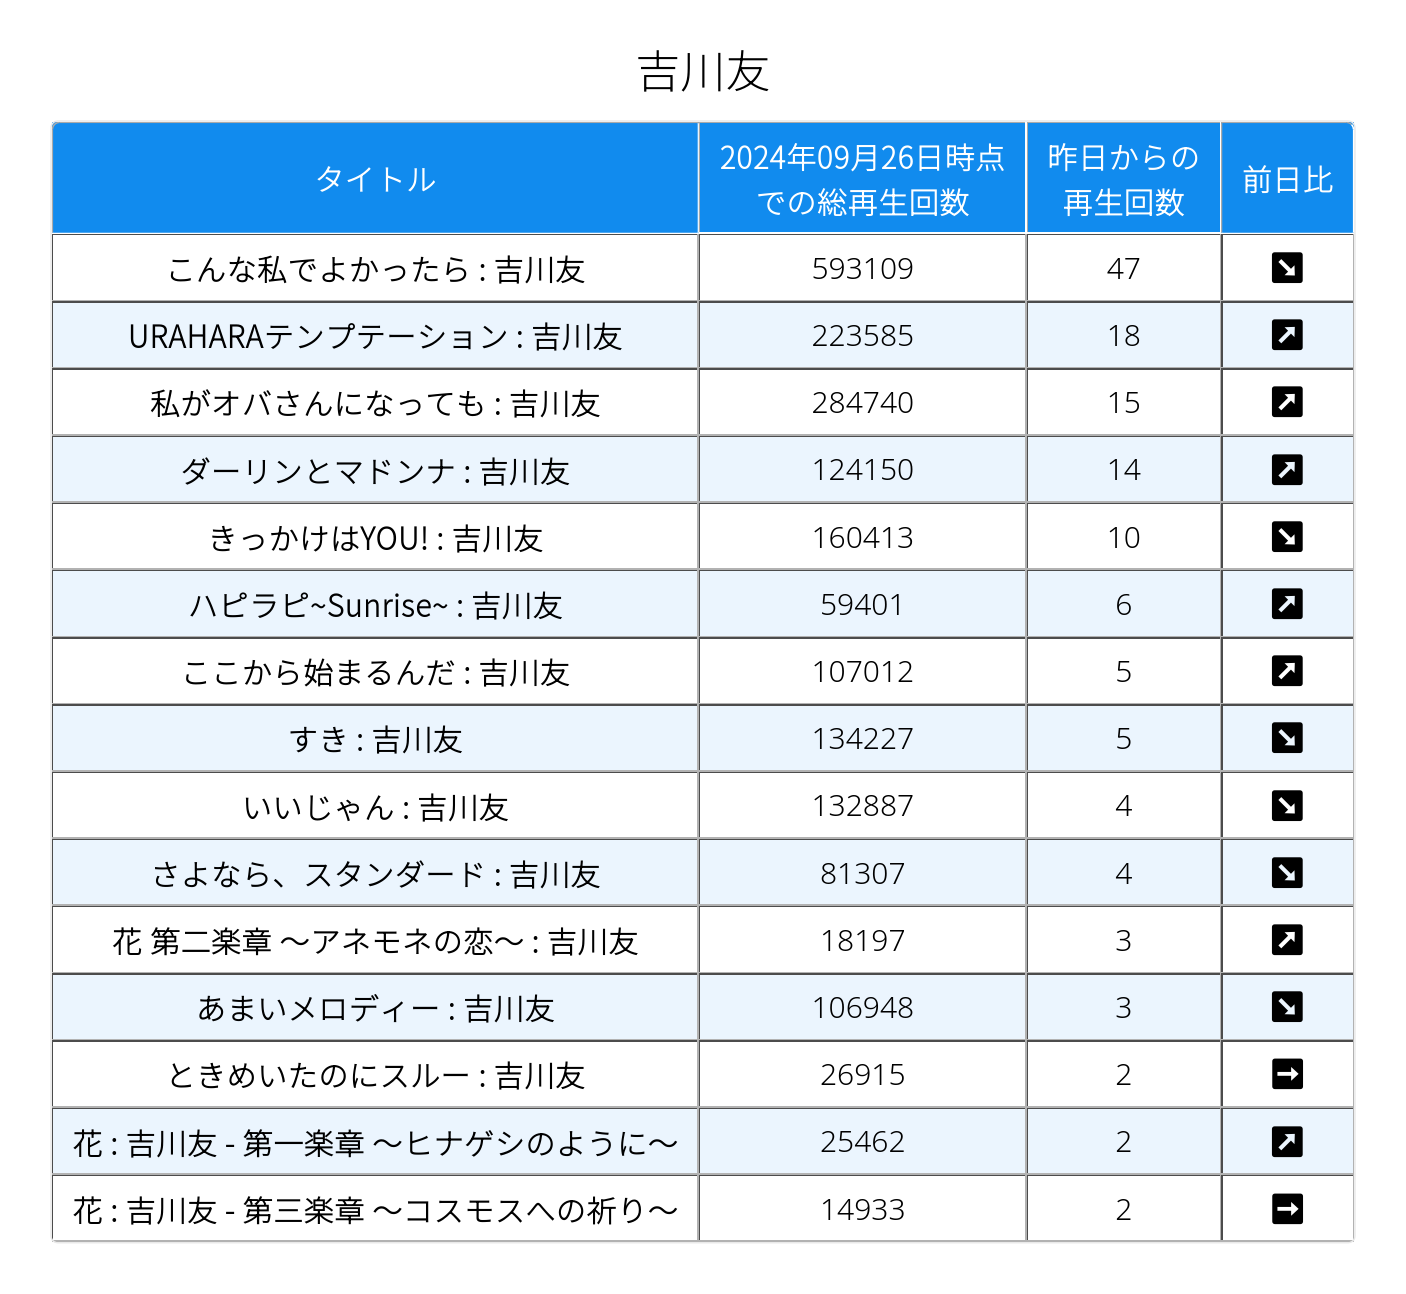 吉川友
タイトル
2024年09月26日時点
での総再生回数
昨日からの
再生回数
前日比
こんな私でよかったら : 吉川友 593109 47
URAHARAテンプテーション : 吉川友 223585 18
私がオバさんになっても : 吉川友 284740 15
ダーリンとマドンナ : 吉川友 124150 14
きっかけはYOU! : 吉川友 160413 10
ハピラピ~Sunrise~ : 吉川友 59401 6
ここから始まるんだ : 吉川友 107012 5
すき : 吉川友 134227 5
いいじゃん : 吉川友 132887 4
さよなら、スタンダード : 吉川友 81307 4
花 第二楽章 〜アネモネの恋〜 : 吉川友 18197 3
あまいメロディー : 吉川友 106948 3
ときめいたのにスルー : 吉川友 26915 2
花 : 吉川友 - 第一楽章 〜ヒナゲシのように〜 25462 2
花 : 吉川友 - 第三楽章 〜コスモスへの祈り〜 14933 2